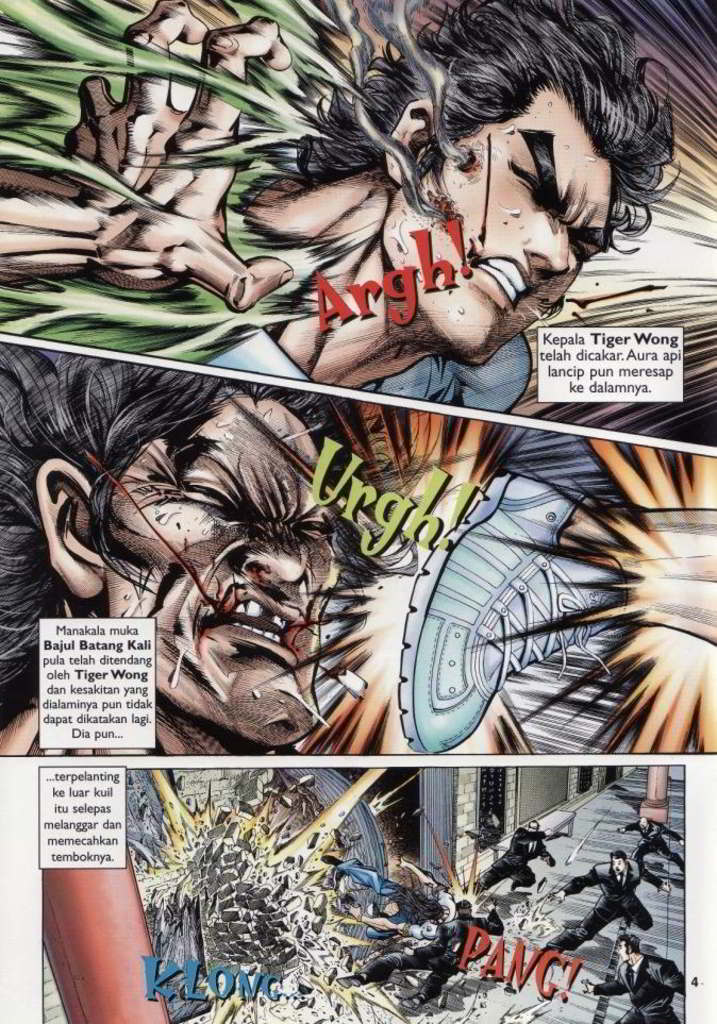 Argh!
Kepala Tiger Wong
telah dicakar. Aura api
lancip pun meresap
ke dalamnya.
Urgh!
Manakala muka
Bajul Batang Kali
pula telah ditendang
oleh Tiger Wong
dan kesakitan yang
dialaminya pun tidak
dapat dikatakan lagi.
Dia pun...
...terpelanting
ke luar kuil
itu selepas
melanggar dan
memecahkan
temboknya.
KLONG...
PANG!
4